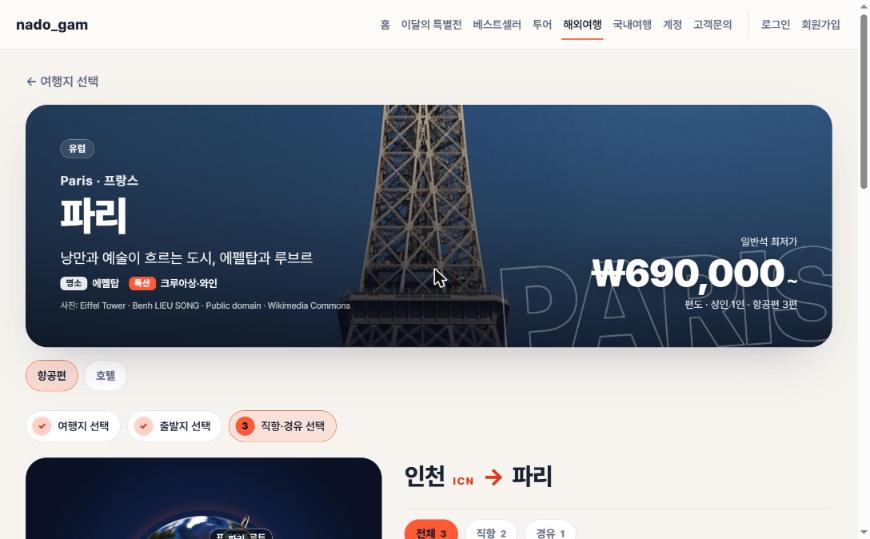 nado_gam
홈 이달의 특별전 베스트셀러 투어 해외여행 국내여행 계정 고객문의 로그인 회원가입
← 여행지 선택
유럽
Paris · 프랑스
파리
낭만과 예술이 흐르는 도시, 에펠탑과 루브르
명소 에펠탑 특산 크루아상·와인
사진: Eiffel Tower · Benh LIEU SONG · Public domain · Wikimedia Commons
일반석 최저가
₩690,000~
편도 · 성인 1인 · 항공편 3편
PARIS
항공편 호텔
✓ 여행지 선택 ✓ 출발지 선택 3 직항·경유 선택
인천 ICN → 파리
전체 3 직항 2 경유 1
파리